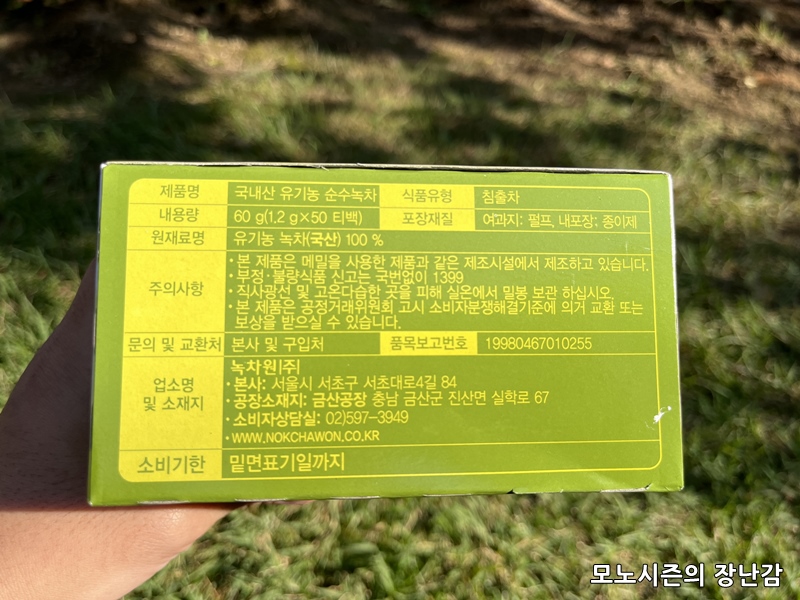 제품명 국내산 유기농 순수녹차 식품유형 침출차
내용량 60 g(1.2 g×50 티백) 포장재질 여과지: 펄프, 내포장: 종이제
원재료명 유기농 녹차(국산) 100 %
주의사항
· 본 제품은 메밀을 사용한 제품과 같은 제조시설에서 제조하고 있습니다.
· 부정·불량식품 신고는 국번없이 1399
· 직사광선 및 고온다습한 곳을 피해 실온에서 밀봉 보관 하십시오.
· 본 제품은 공정거래위원회 고시 소비자분쟁해결기준에 의거 교환 또는
보상을 받으실 수 있습니다.
문의 및 교환처 본사 및 구입처 품목보고번호 19980467010255
업소명
및 소재지
녹차원㈜
· 본사: 서울시 서초구 서초대로4길 84
· 공장소재지: 금산공장 충남 금산군 진산면 실학로 67
· 소비자상담실: 02)597-3949
· WWW.NOKCHAWON.CO.KR
소비기한 밑면표기일까지
모노시즌의 장난감